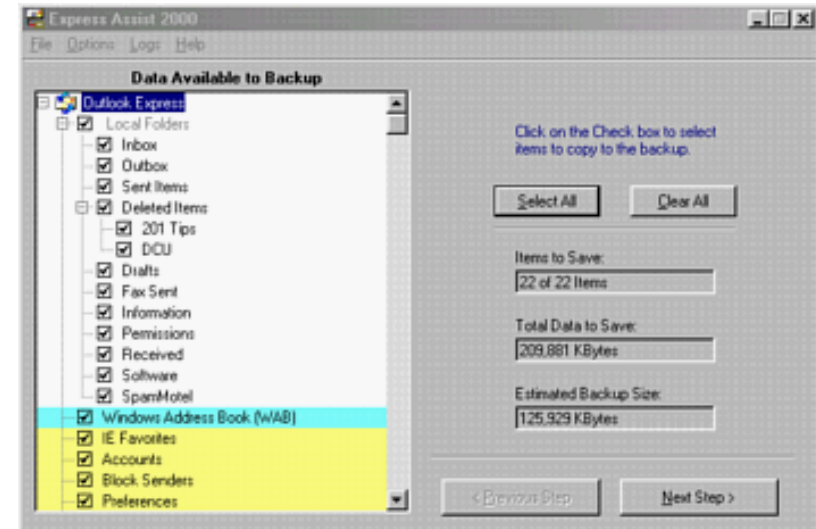 Express Assist 2000
File Options Logs Help
Data Available to Backup
Outlook Express
Local Folders
Inbox
Outbox
Sent Items
Deleted Items
201 Tips
DCU
Drafts
Fax Sent
Information
Permissions
Received
Software
SpamMotel
Windows Address Book (WAB)
IE Favorites
Accounts
Block Senders
Preferences
Click on the Check box to select
items to copy to the backup.
Select All Clear All
Items to Save:
22 of 22 Items
Total Data to Save:
209,881 KBytes
Estimated Backup Size:
125,929 KBytes
< Previous Step Next Step >